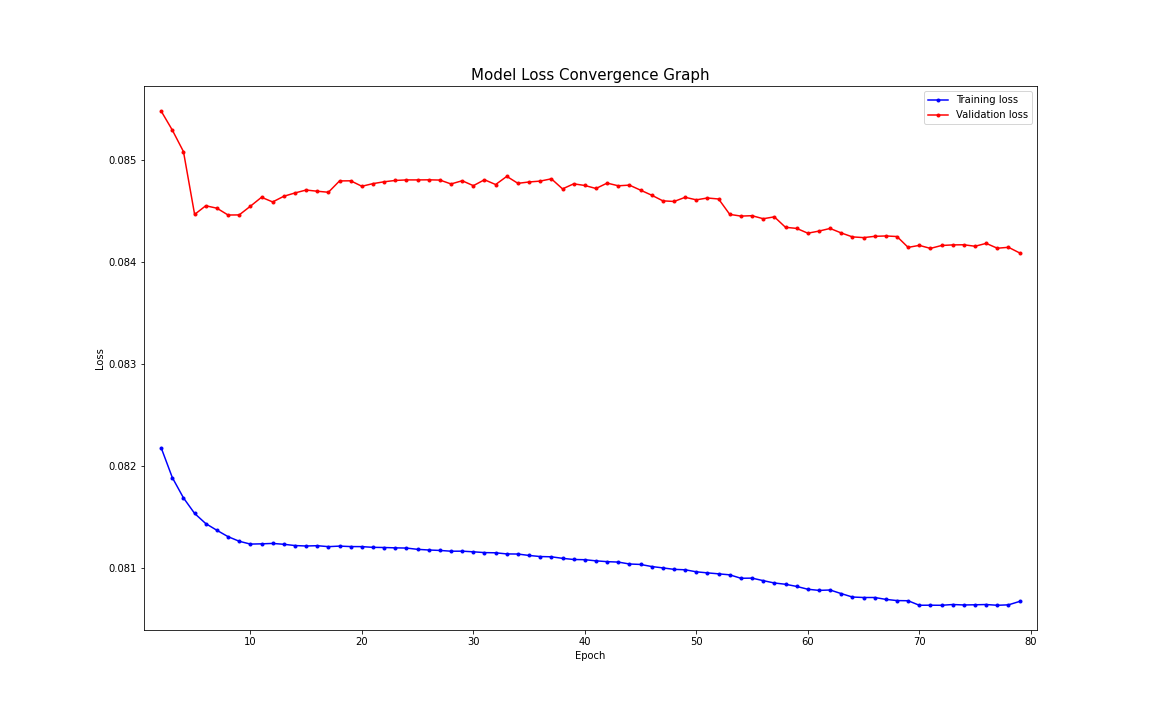 Model Loss Convergence Graph
Training loss
Validation loss
0.085
0.084
0.083
0.082
0.081
Loss
10 20 30 40 50 60 70 80
Epoch